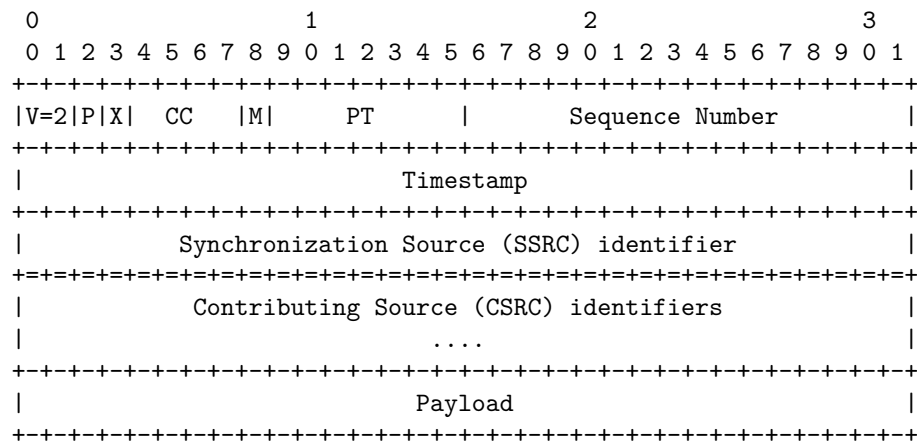 0                   1                   2                   3
 0 1 2 3 4 5 6 7 8 9 0 1 2 3 4 5 6 7 8 9 0 1 2 3 4 5 6 7 8 9 0 1
+-+-+-+-+-+-+-+-+-+-+-+-+-+-+-+-+-+-+-+-+-+-+-+-+-+-+-+-+-+-+-+-+
|V=2|P|X|  CC   |M|     PT      |       Sequence Number         |
+-+-+-+-+-+-+-+-+-+-+-+-+-+-+-+-+-+-+-+-+-+-+-+-+-+-+-+-+-+-+-+-+
|                           Timestamp                           |
+-+-+-+-+-+-+-+-+-+-+-+-+-+-+-+-+-+-+-+-+-+-+-+-+-+-+-+-+-+-+-+-+
|           Synchronization Source (SSRC) identifier            |
+=+=+=+=+=+=+=+=+=+=+=+=+=+=+=+=+=+=+=+=+=+=+=+=+=+=+=+=+=+=+=+=+
|            Contributing Source (CSRC) identifiers             |
|                             ....                              |
+-+-+-+-+-+-+-+-+-+-+-+-+-+-+-+-+-+-+-+-+-+-+-+-+-+-+-+-+-+-+-+-+
|                            Payload                            |
+-+-+-+-+-+-+-+-+-+-+-+-+-+-+-+-+-+-+-+-+-+-+-+-+-+-+-+-+-+-+-+-+